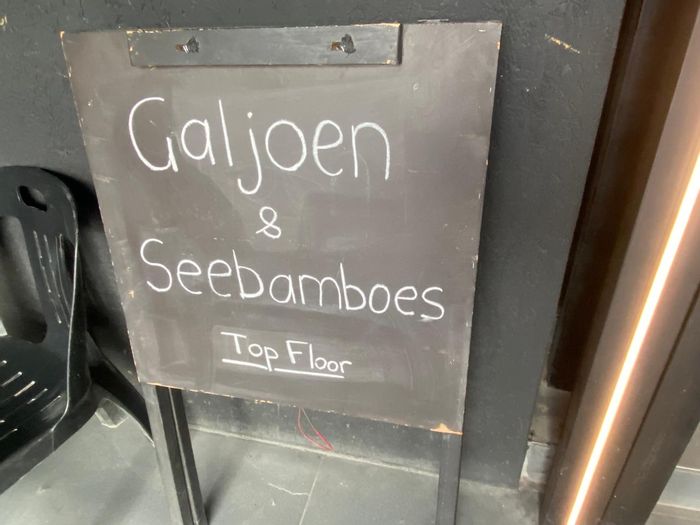 Galjoen
&
Seebamboes
Top Floor